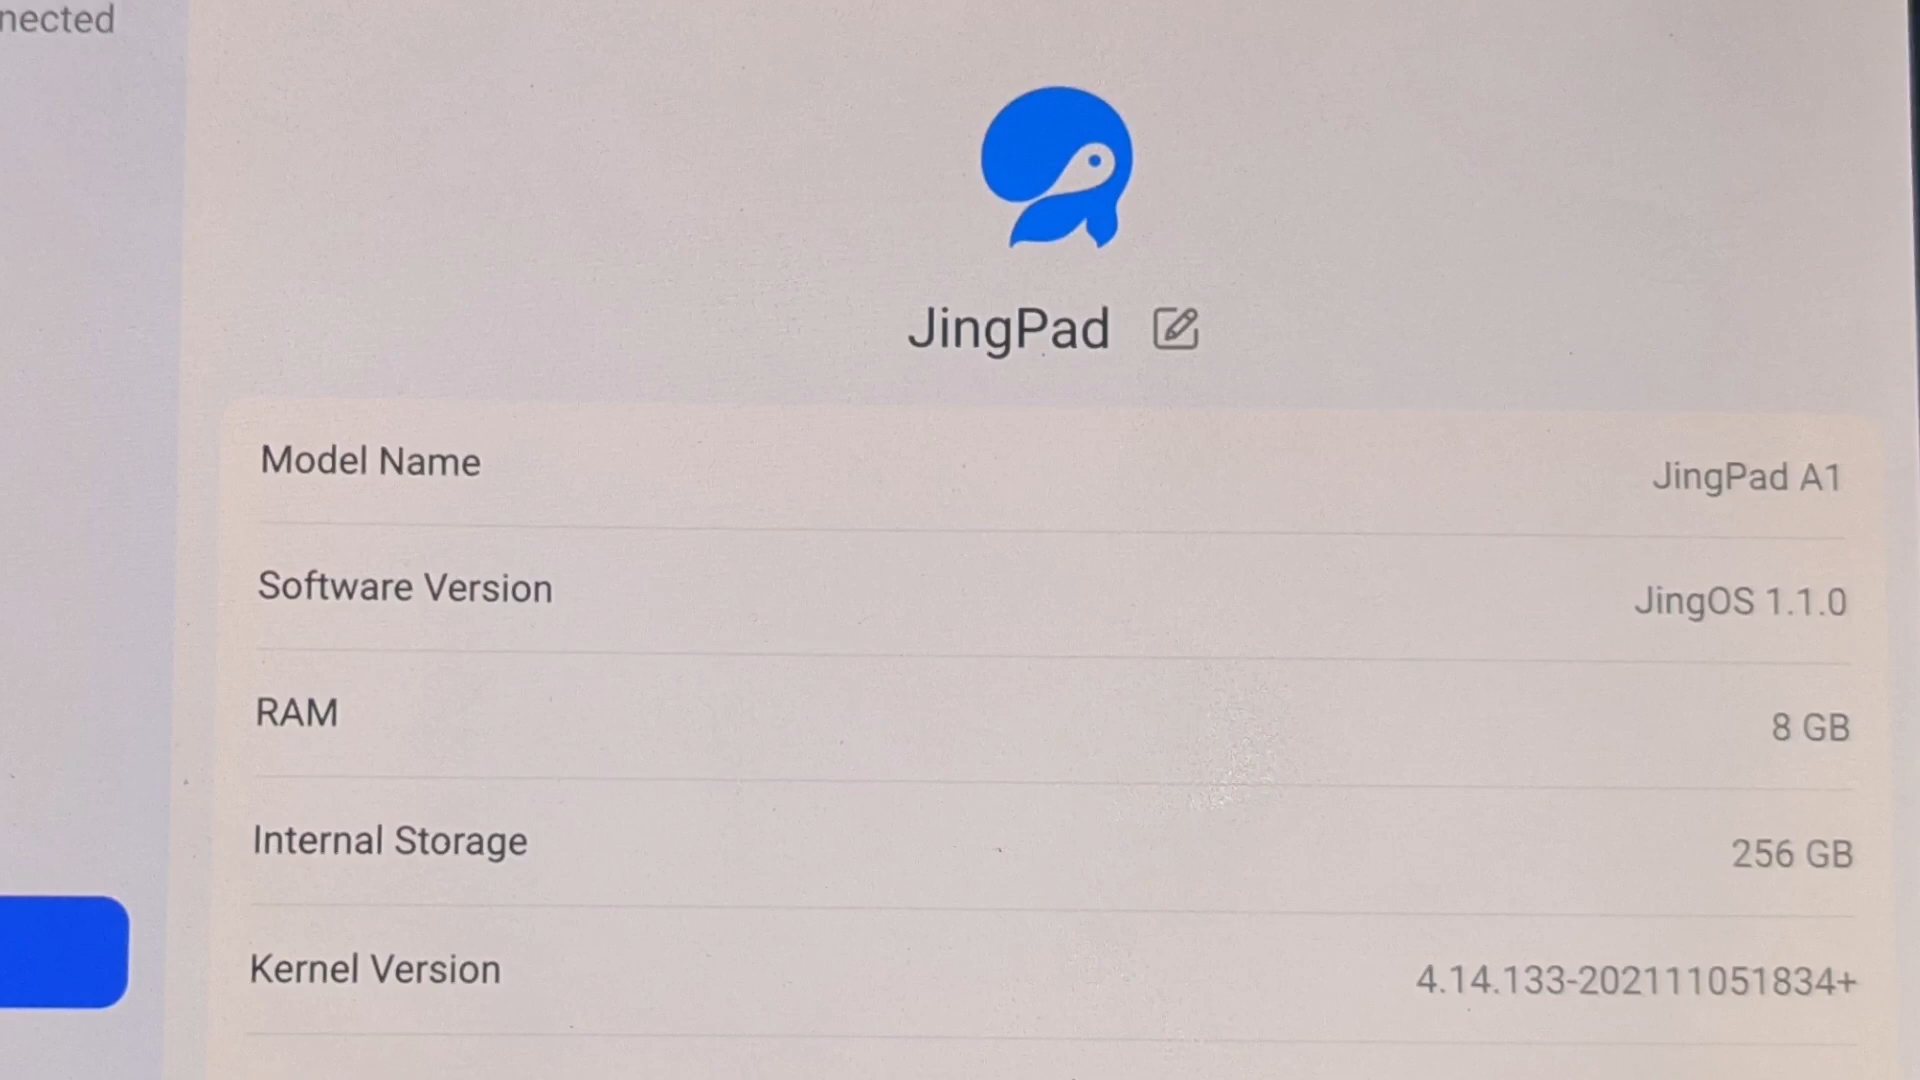 nected
JingPad
Model Name
JingPad A1
Software Version
JingOS 1.1.0
RAM
8 GB
Internal Storage
256 GB
Kernel Version
4.14.133-202111051834+